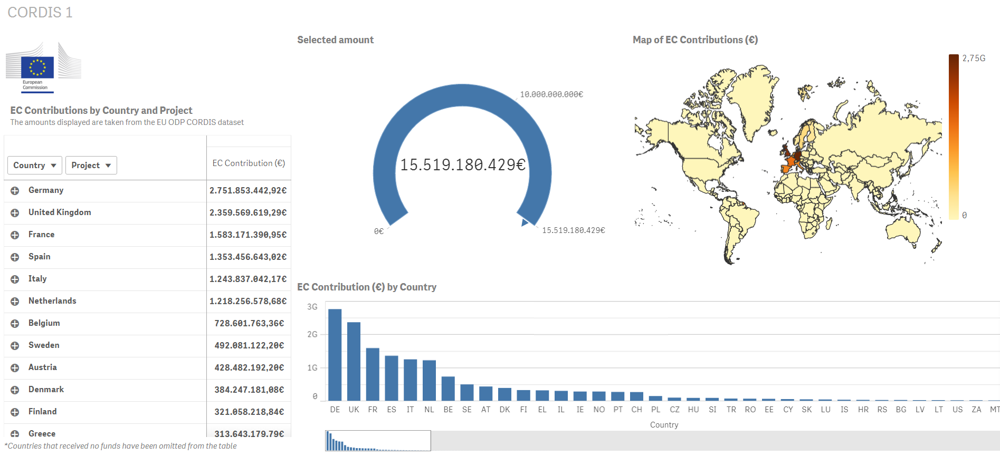 CORDIS 1
European
Commission
EC Contributions by Country and Project
The amounts displayed are taken from the EU ODP CORDIS dataset
Country
Project
EC Contribution (€)
Germany 2.751.853.442,92€
United Kingdom 2.359.569.619,29€
France 1.583.171.390,95€
Spain 1.353.456.643,02€
Italy 1.243.837.042,17€
Netherlands 1.218.256.578,68€
Belgium 728.601.763,36€
Sweden 492.081.122,20€
Austria 428.482.192,20€
Denmark 384.247.181,08€
Finland 321.058.218,84€
Greece 313.643.179,79€
*Countries that received no funds have been omitted from the table
Selected amount
10.000.000.000€
15.519.180.429€
0€
15.519.180.429€
Map of EC Contributions (€)
2,75G
0
EC Contribution (€) by Country
3G
2G
1G
0
DE UK FR ES IT NL BE SE AT DK FI EL IL IE NO PT CH PL CZ HU SI TR RO EE CY SK LU IS HR RS BG LV LT US ZA MT
Country